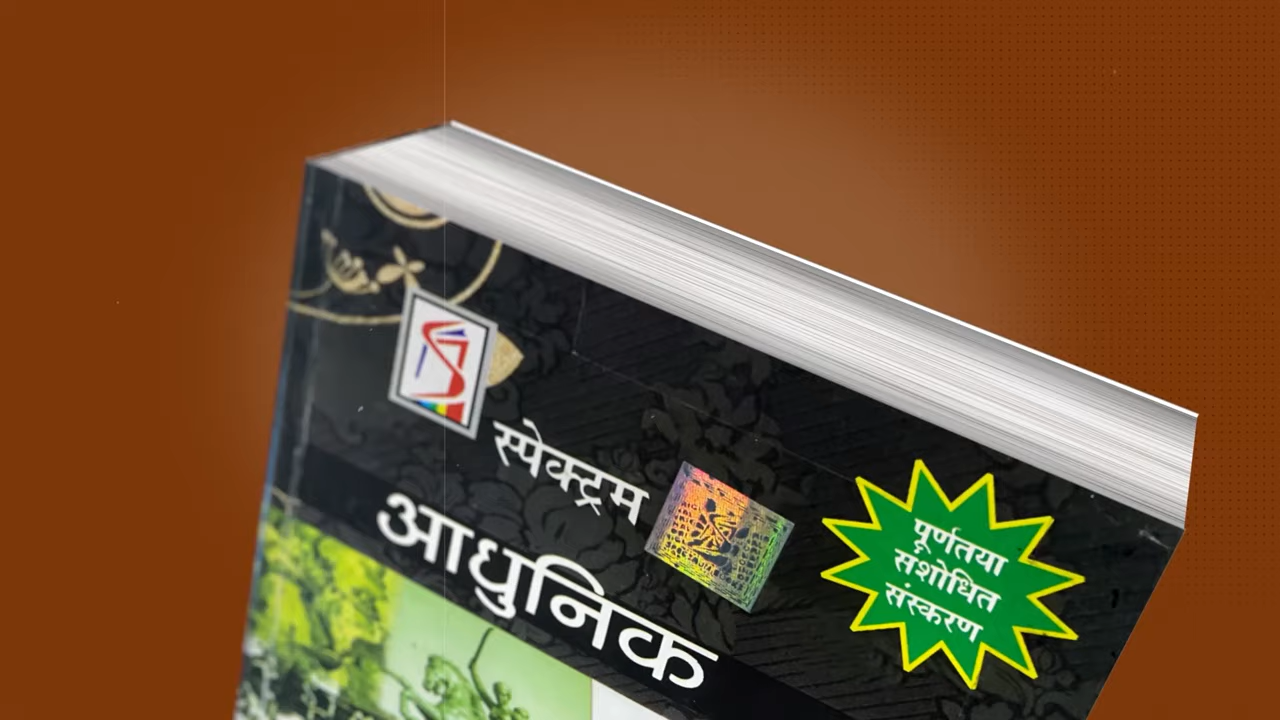 स्पेक्ट्रम
आधुनिक
पूर्णतया
संशोधित
संस्करण